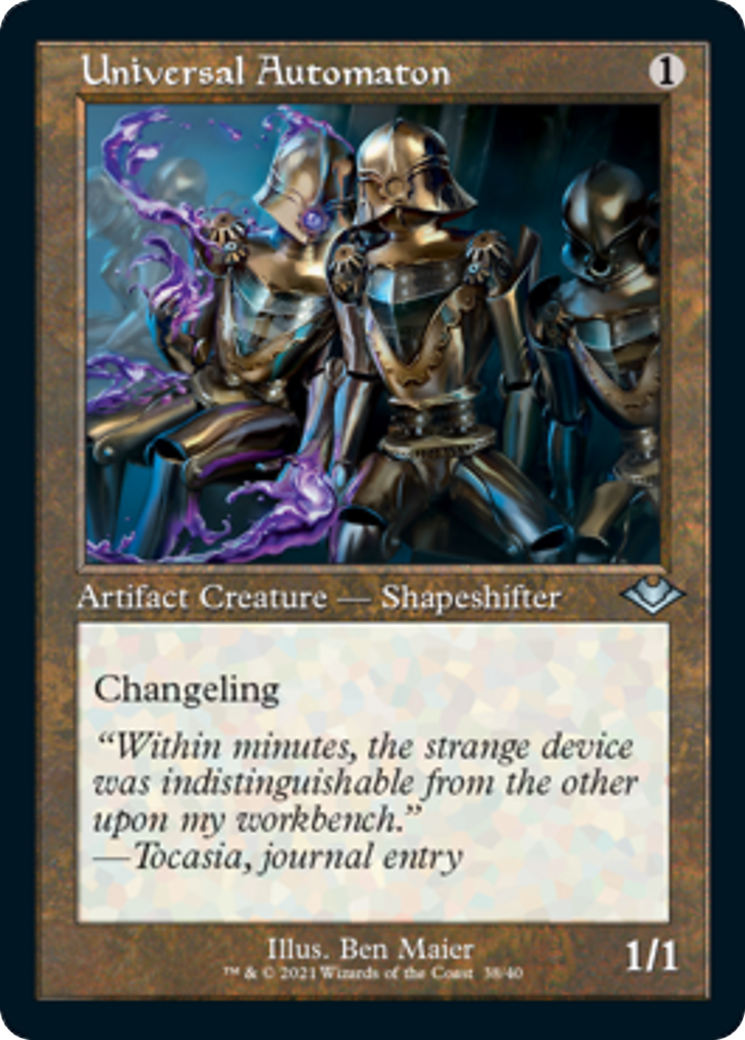 Universal Automaton 1
Artifact Creature — Shapeshifter
Changeling
“Within minutes, the strange device
was indistinguishable from the other
upon my workbench.”
—Tocasia, journal entry
Illus. Ben Maier
™ & © 2021 Wizards of the Coast 38/40
1/1